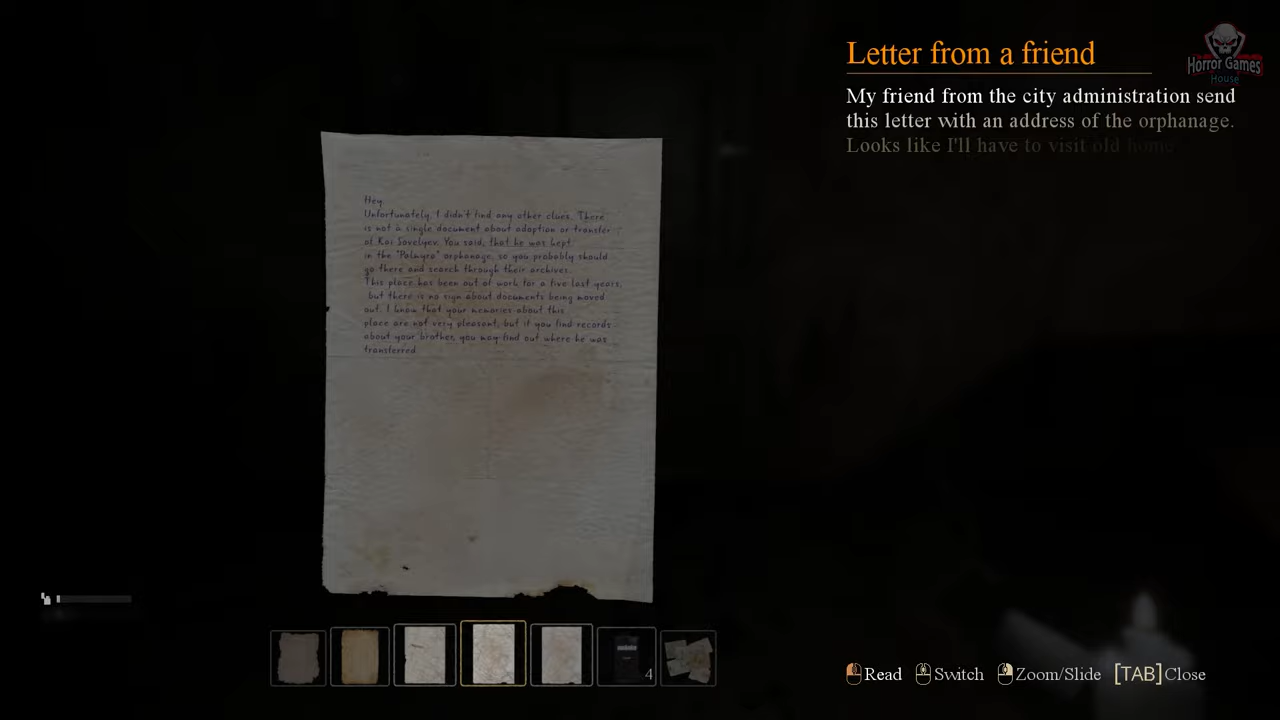 Letter from a friend
Horror Games
House
My friend from the city administration send
this letter with an address of the orphanage.
Looks like I'll have to visit old home
Hey.
Unfortunately, I didn't find any other clues. There
is not a single document about adoption or transfer
of Kai Savelyev. You said, that he was kept
in the "Palmyra" orphanage, so you probably should
go there and search through their archives.
This place has been out of work for a five last years,
but there is no sign about documents being moved
out. I know that your memories about this
place are not very pleasant, but if you find records
about your brother, you may find out where he was
transferred.
4
Read
Switch
Zoom/Slide
[TAB] Close